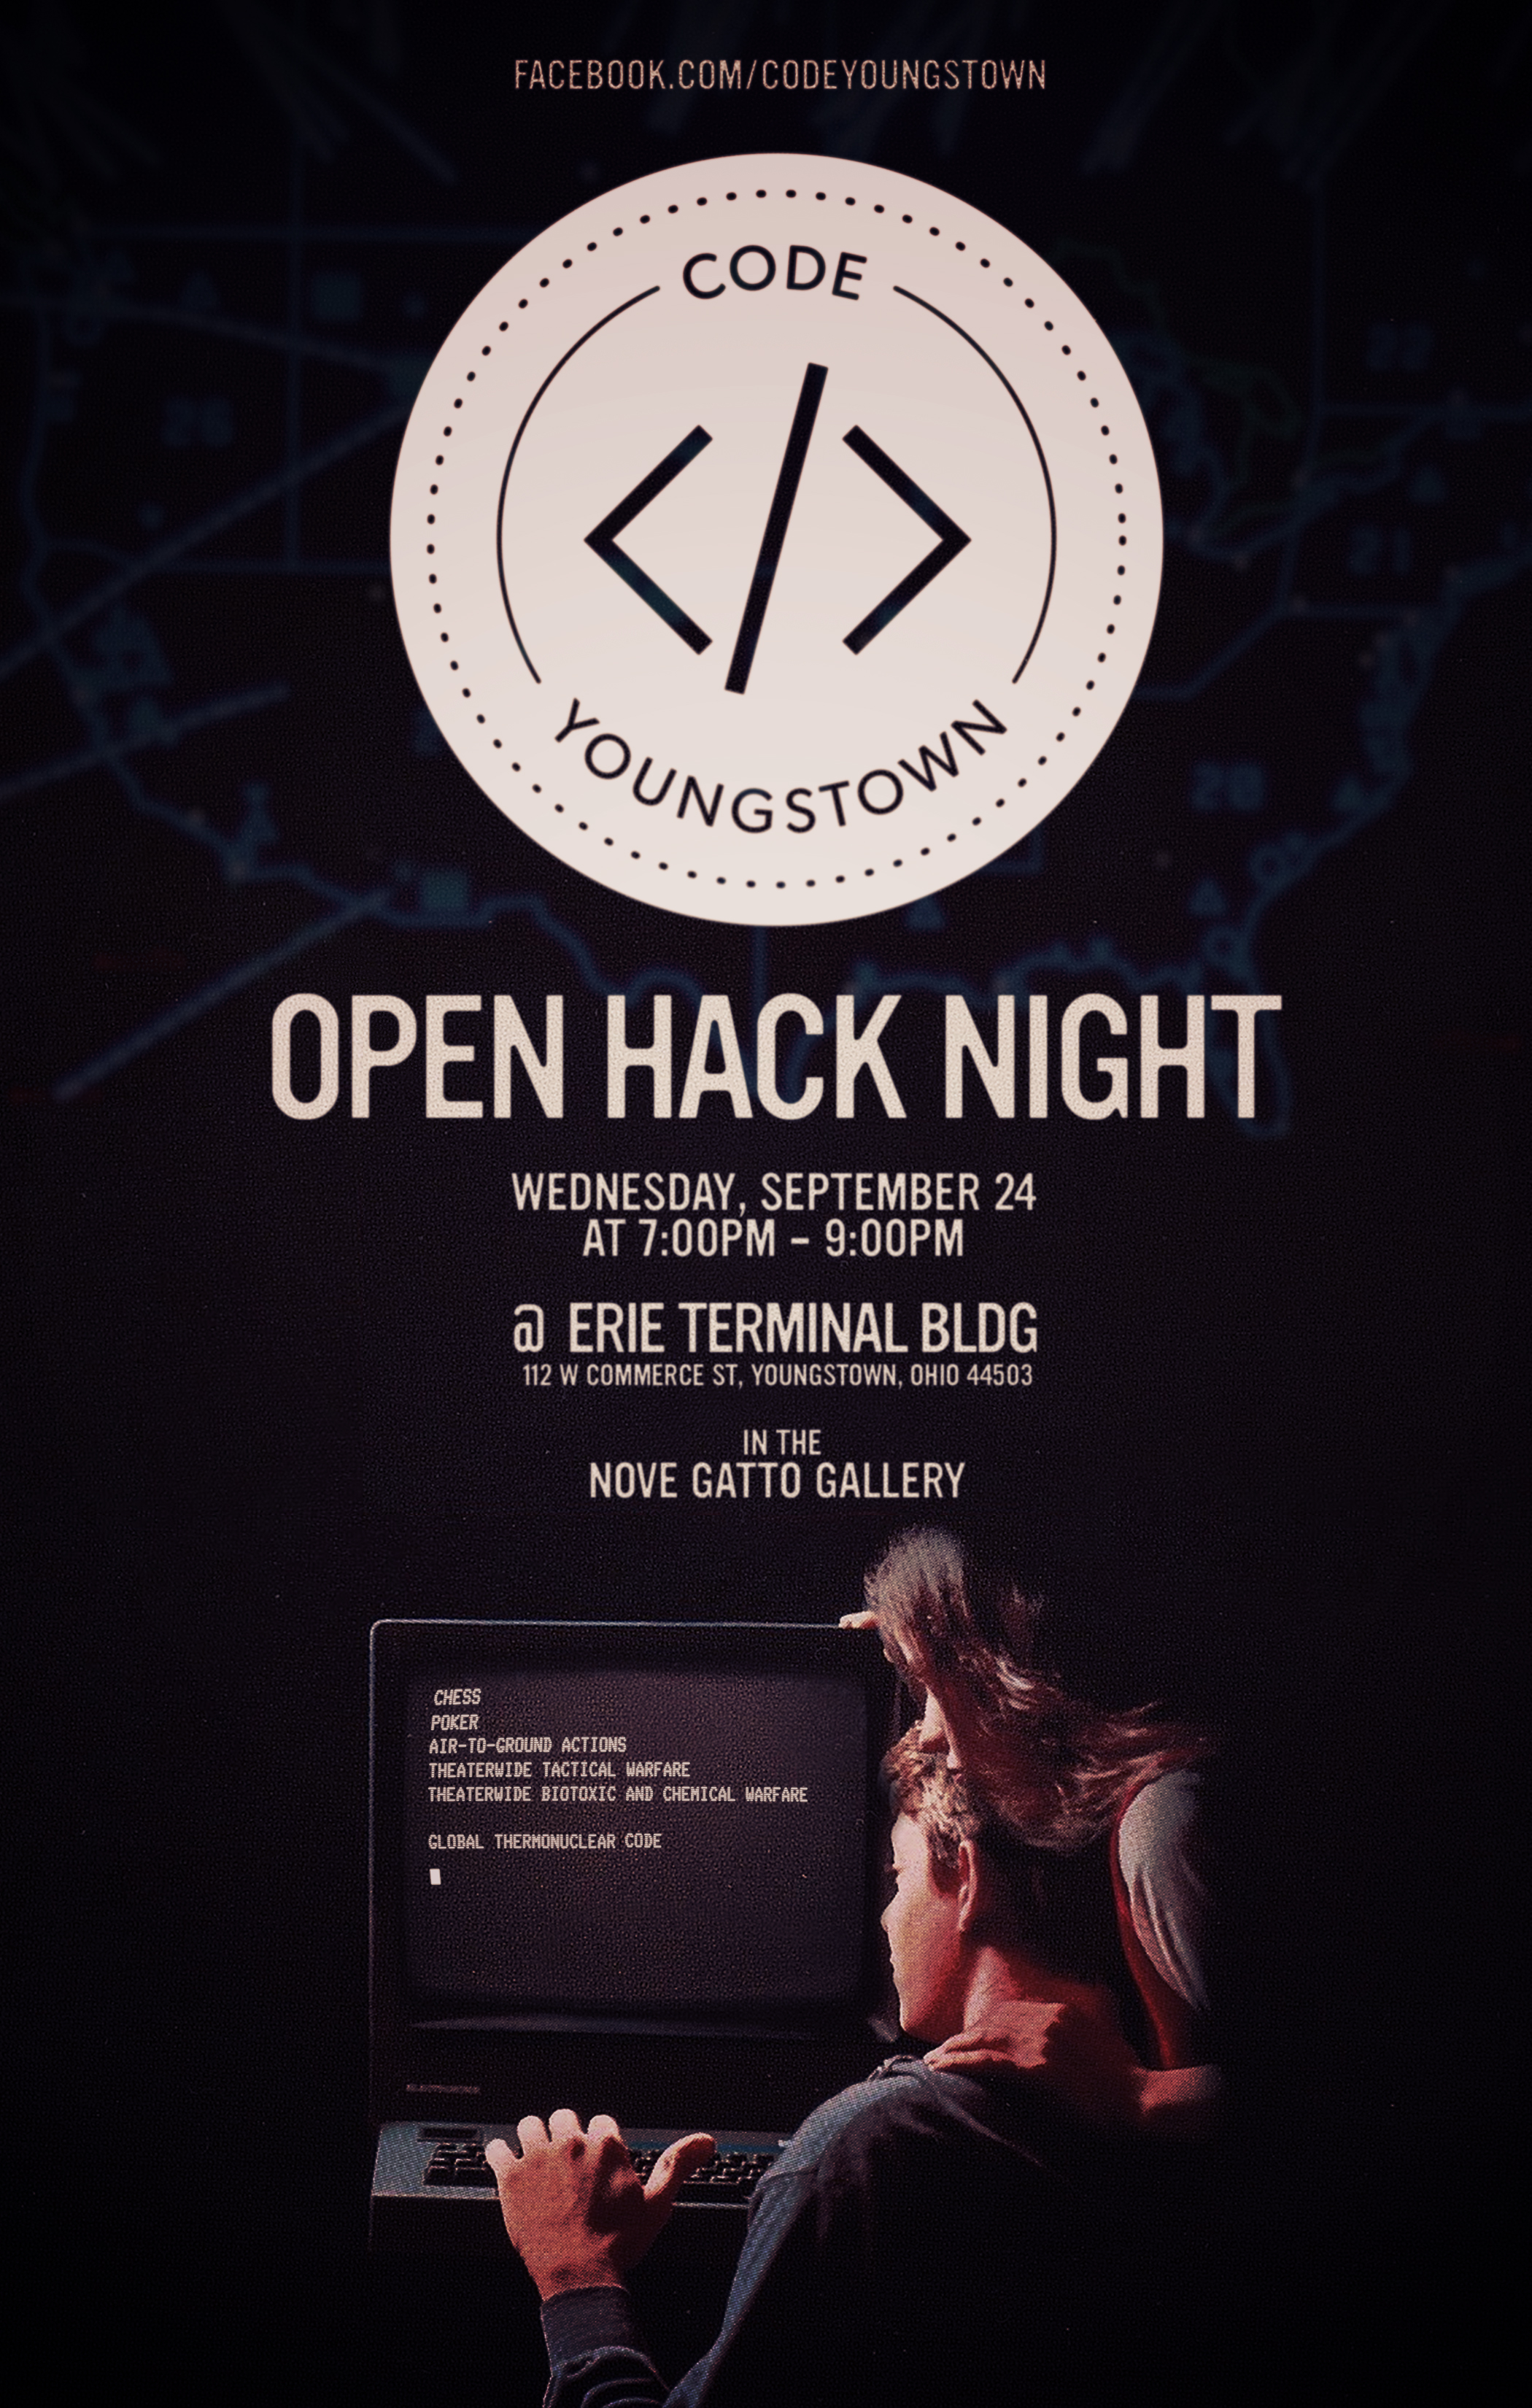 FACEBOOK.COM/CODEYOUNGSTOWN
CODE
</>
YOUNGSTOWN
OPEN HACK NIGHT
WEDNESDAY, SEPTEMBER 24
AT 7:00PM – 9:00PM
@ ERIE TERMINAL BLDG
112 W COMMERCE ST, YOUNGSTOWN, OHIO 44503
IN THE
NOVE GATTO GALLERY
CHESS
POKER
AIR-TO-GROUND ACTIONS
THEATERWIDE TACTICAL WARFARE
THEATERWIDE BIOTOXIC AND CHEMICAL WARFARE
GLOBAL THERMONUCLEAR CODE
21
20